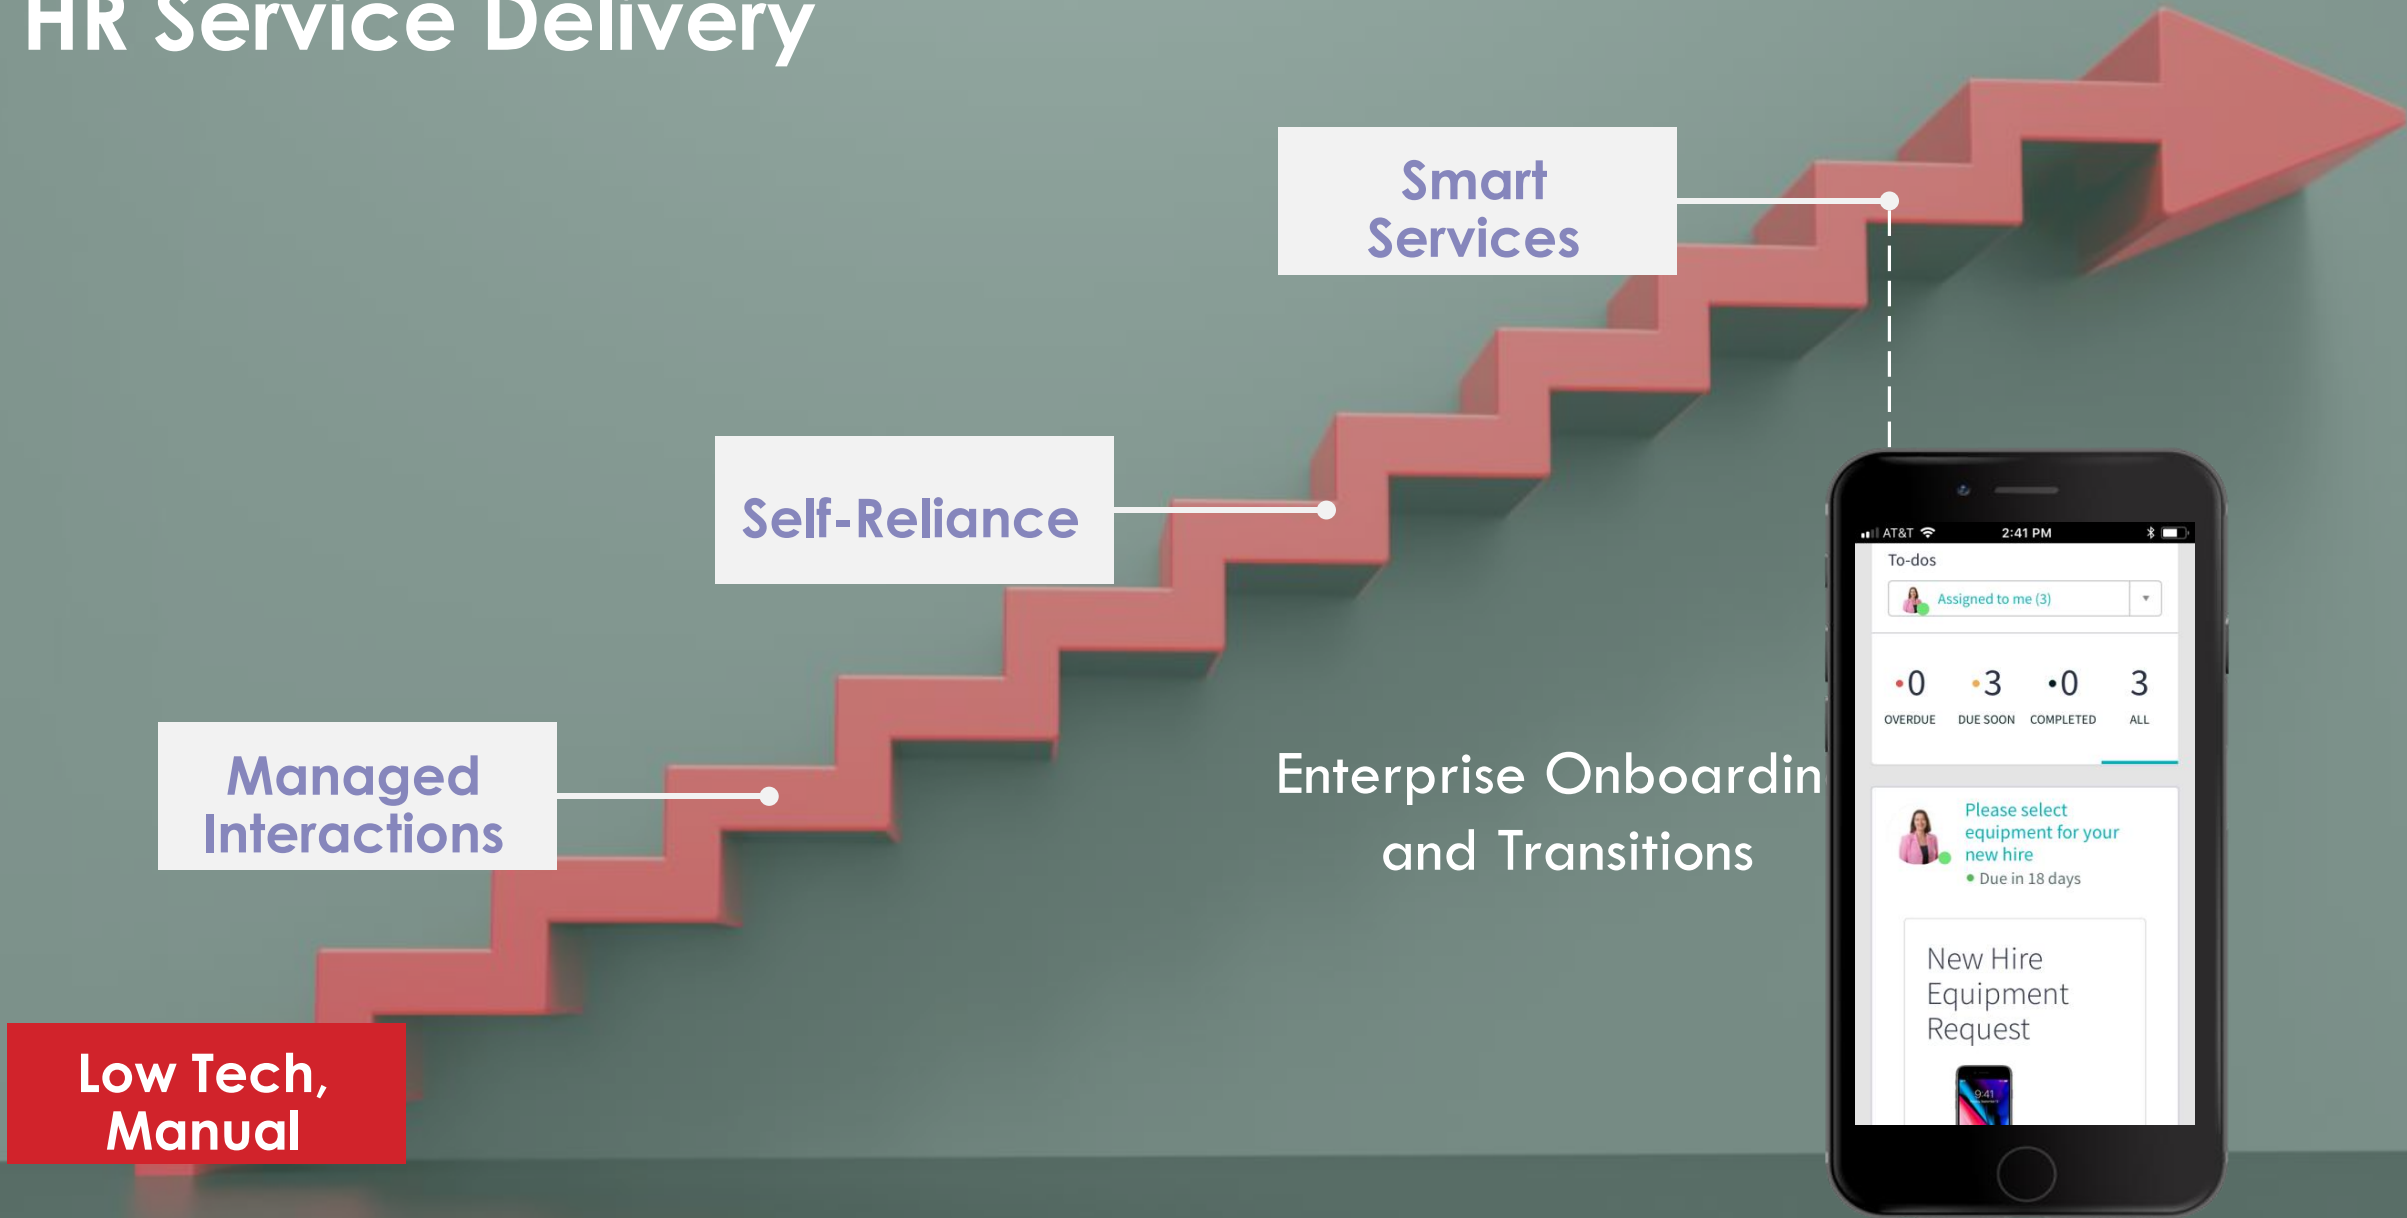 HR Service Delivery
Smart
Services
Self-Reliance
Managed
Interactions
Low Tech,
Manual
Enterprise Onboardin
and Transitions
AT&T 2:41 PM
To-dos
Assigned to me (3)
0 3 0 3
OVERDUE DUE SOON COMPLETED ALL
Please select
equipment for your
new hire
Due in 18 days
New Hire
Equipment
Request
9:41